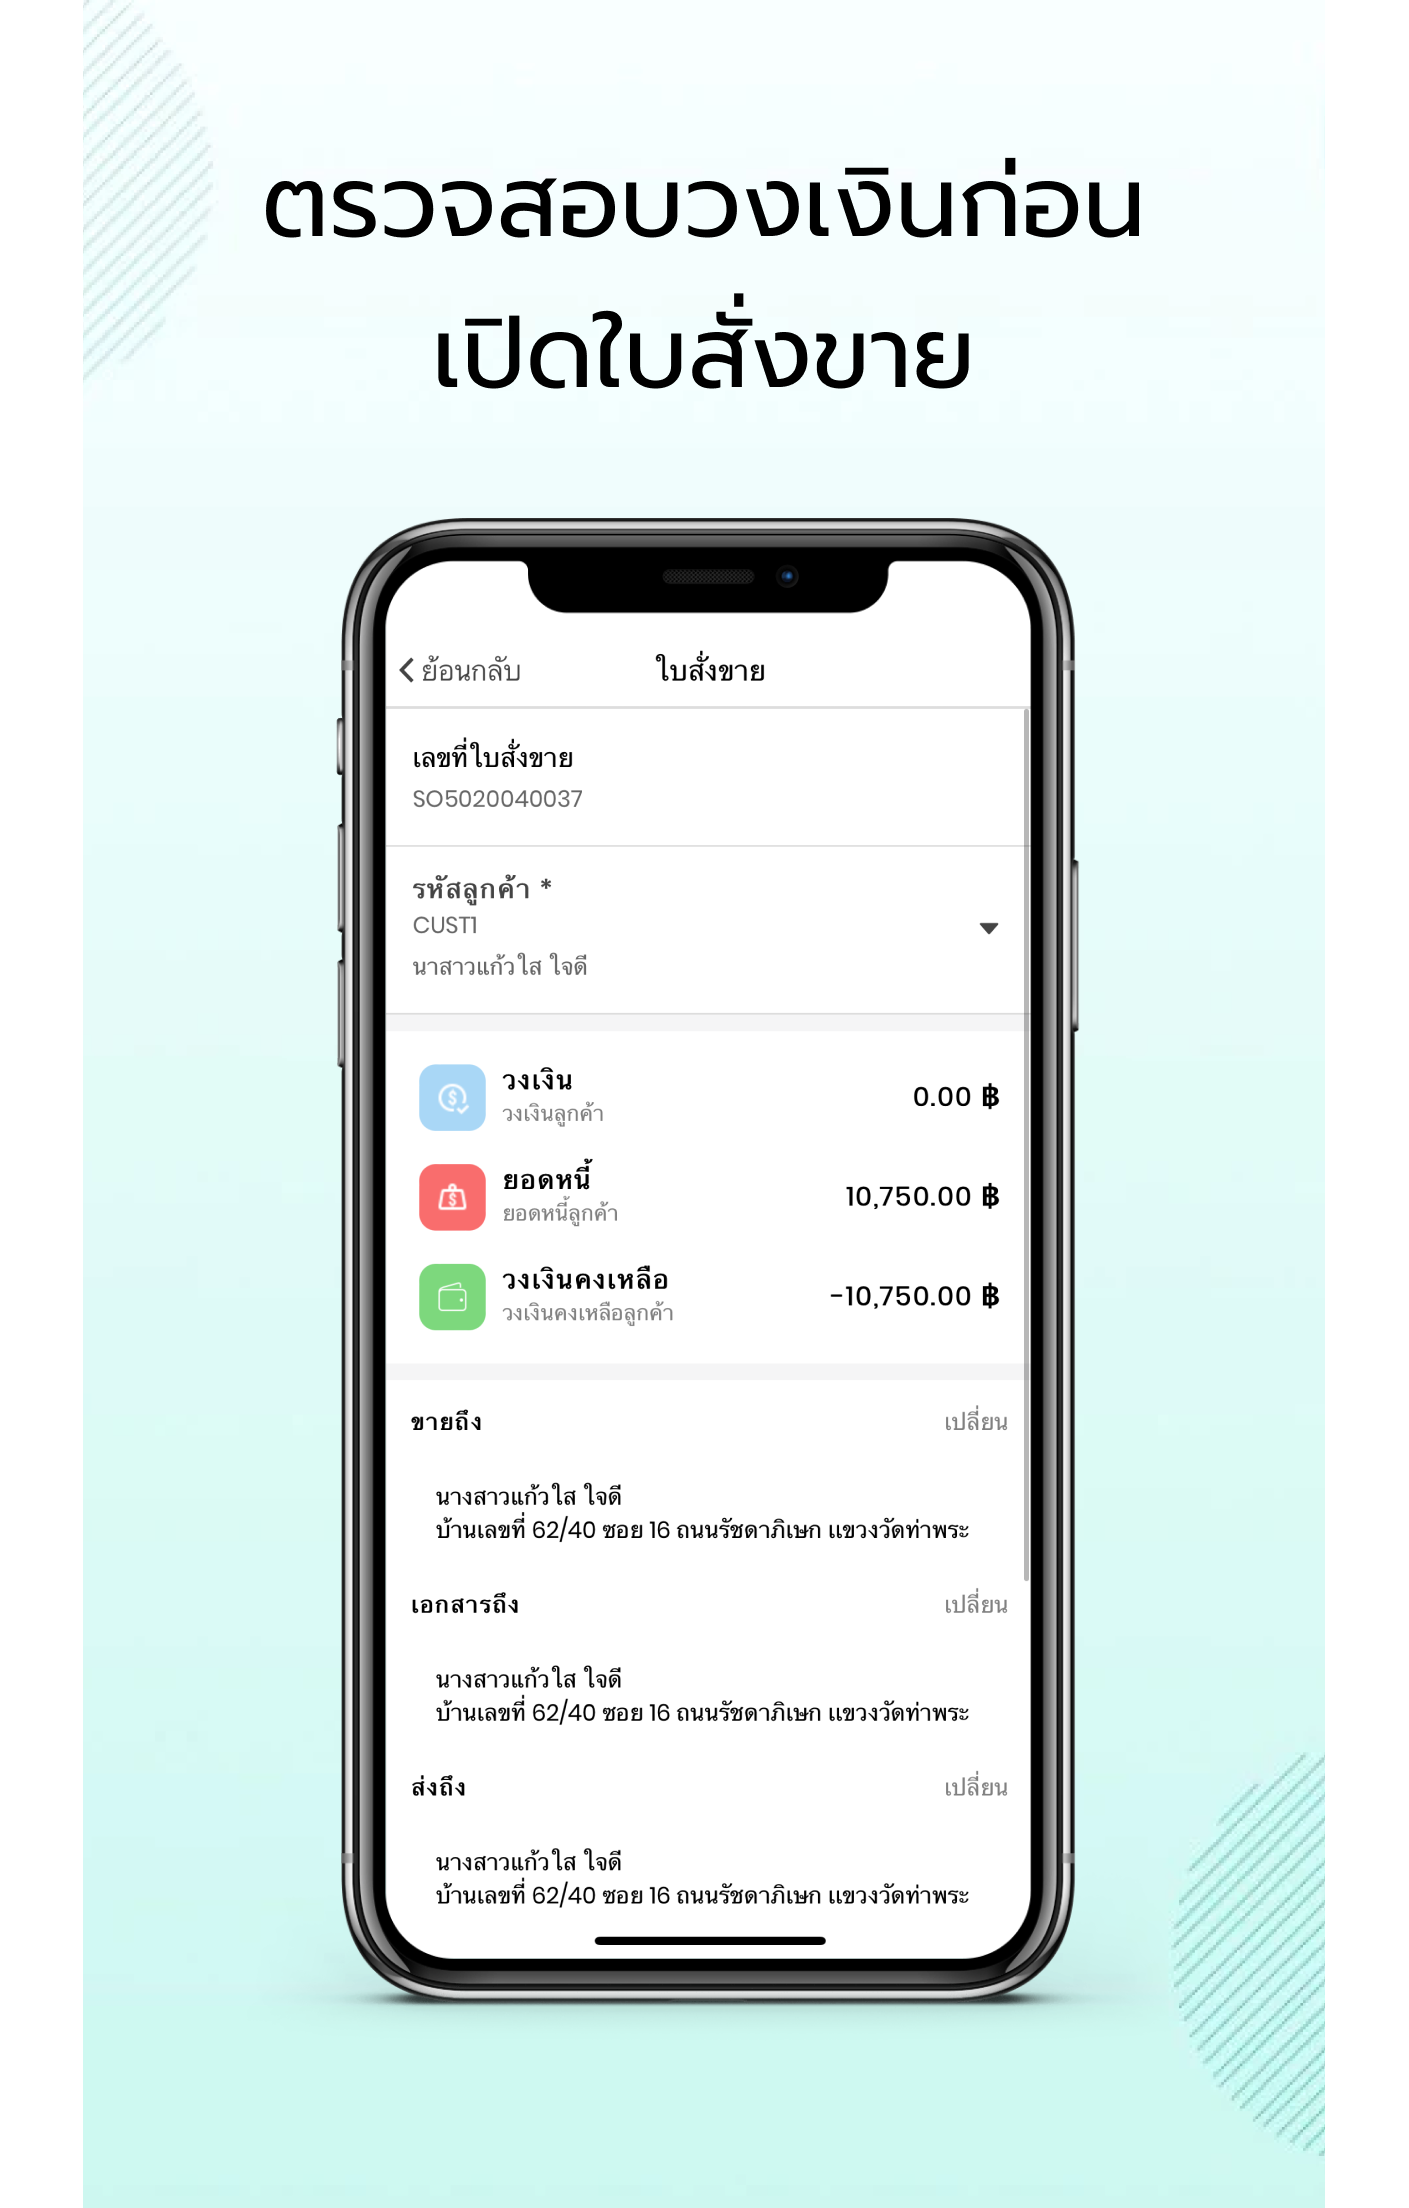 ตรวจสอบวงเงินก่อน
เปิดใบสั่งขาย
ย้อนกลับ
ใบสั่งขาย
เลขที่ใบสั่งขาย
SO5020040037
รหัสลูกค้า *
CUST1
นาสาวแก้วใส ใจดี
วงเงิน
วงเงินลูกค้า
0.00 ฿
ยอดหนี้
ยอดหนี้ลูกค้า
10,750.00 ฿
วงเงินคงเหลือ
วงเงินคงเหลือลูกค้า
-10,750.00 ฿
ขายถึง
เปลี่ยน
นางสาวแก้วใส ใจดี
บ้านเลขที่ 62/40 ซอย 16 ถนนรัชดาภิเษก แขวงวัดท่าพระ
เอกสารถึง
เปลี่ยน
นางสาวแก้วใส ใจดี
บ้านเลขที่ 62/40 ซอย 16 ถนนรัชดาภิเษก แขวงวัดท่าพระ
ส่งถึง
เปลี่ยน
นางสาวแก้วใส ใจดี
บ้านเลขที่ 62/40 ซอย 16 ถนนรัชดาภิเษก แขวงวัดท่าพระ